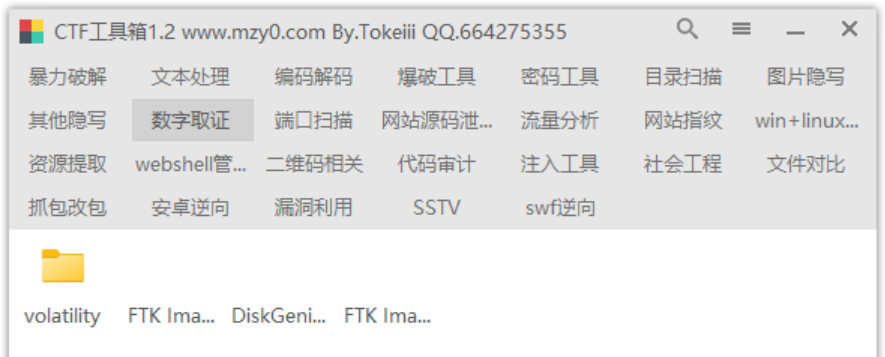 CTF工具箱1.2 www.mzy0.com By.Tokeiii QQ.664275355
暴力破解 文本处理 编码解码 爆破工具 密码工具 目录扫描 图片隐写
其他隐写 数字取证 端口扫描 网站源码泄... 流量分析 网站指纹 win+linux...
资源提取 webshell管... 二维码相关 代码审计 注入工具 社会工程 文件对比
抓包改包 安卓逆向 漏洞利用 SSTV swf逆向
volatility FTK Ima... DiskGeni... FTK Ima...